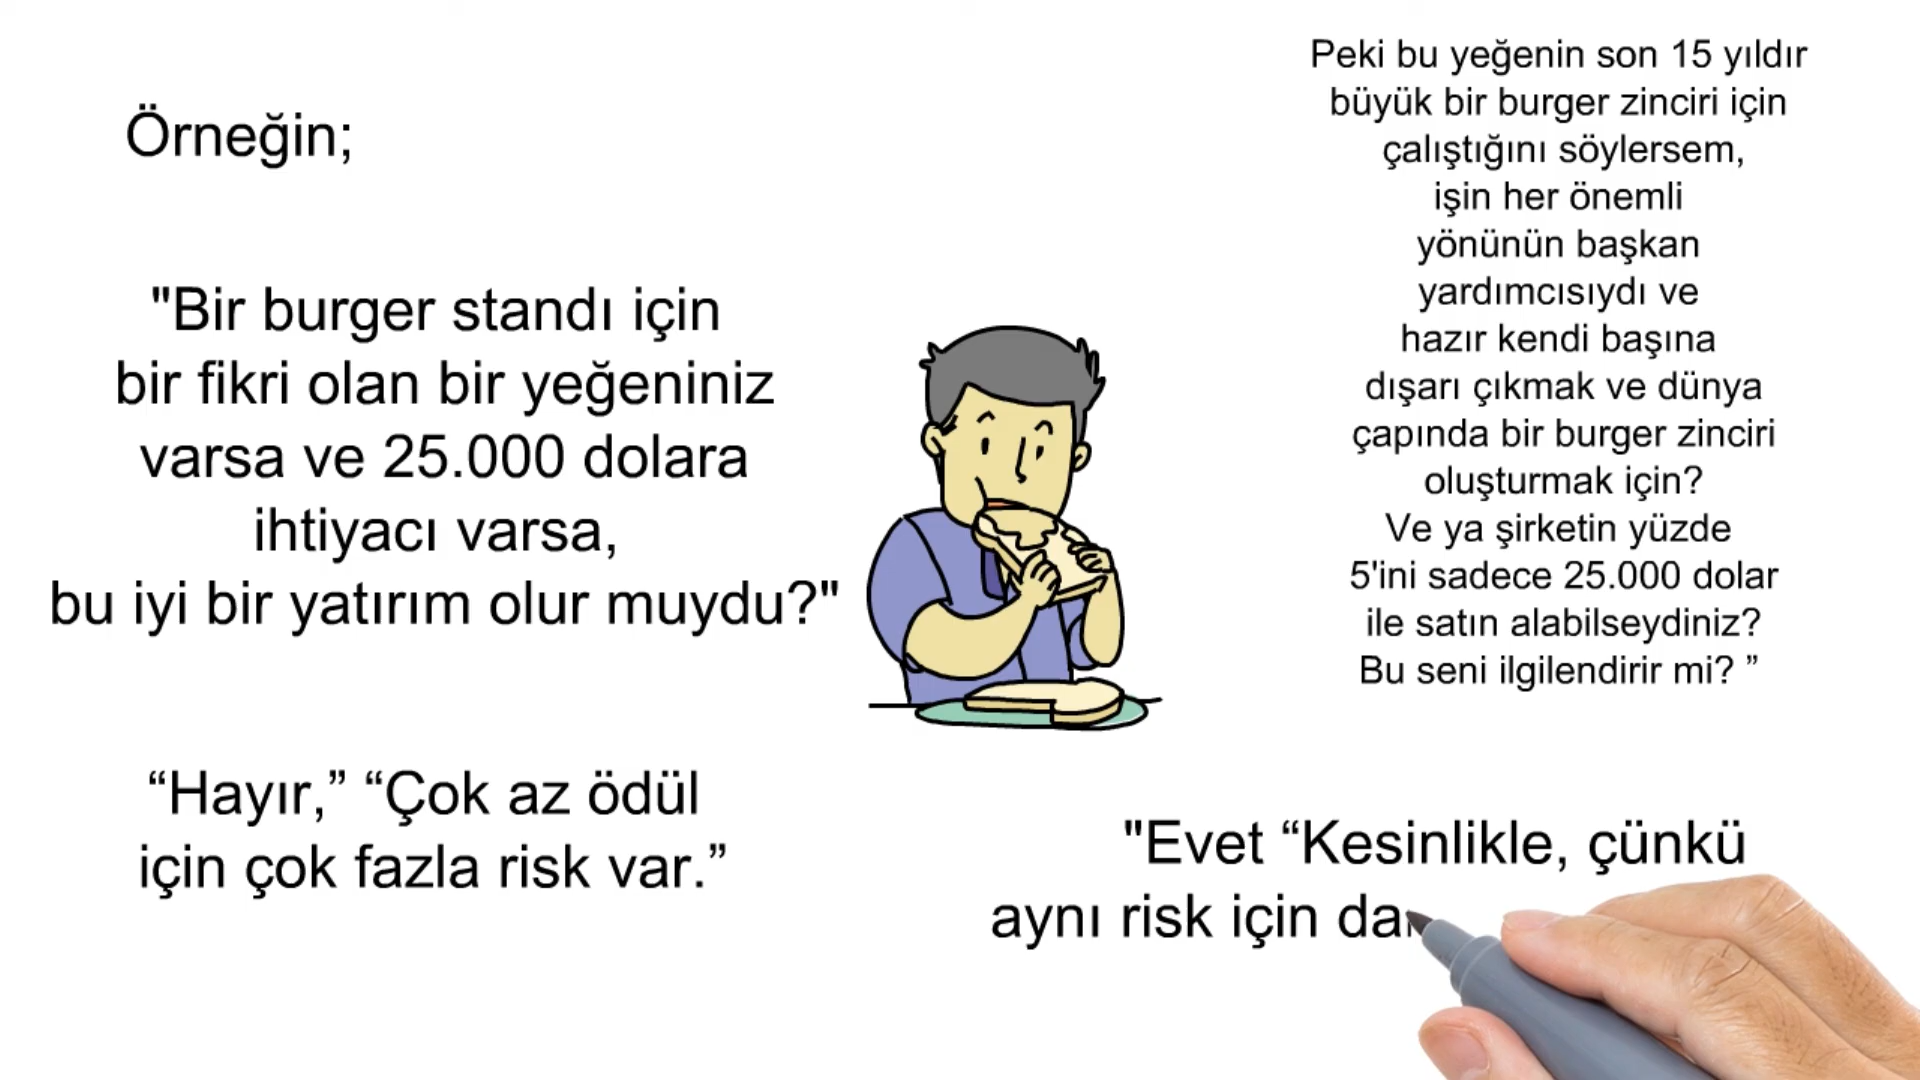 Örneğin;
"Bir burger standı için
bir fikri olan bir yeğeniniz
varsa ve 25.000 dolara
ihtiyacı varsa,
bu iyi bir yatırım olur muydu?"
“Hayır,” “Çok az ödül
için çok fazla risk var.”
Peki bu yeğenin son 15 yıldır
büyük bir burger zinciri için
çalıştığını söylersem,
işin her önemli
yönünün başkan
yardımcısıydı ve
hazır kendi başına
dışarı çıkmak ve dünya
çapında bir burger zinciri
oluşturmak için?
Ve ya şirketin yüzde
5'ini sadece 25.000 dolar
ile satın alabilseydiniz?
Bu seni ilgilendirir mi? ”
"Evet “Kesinlikle, çünkü
aynı risk için